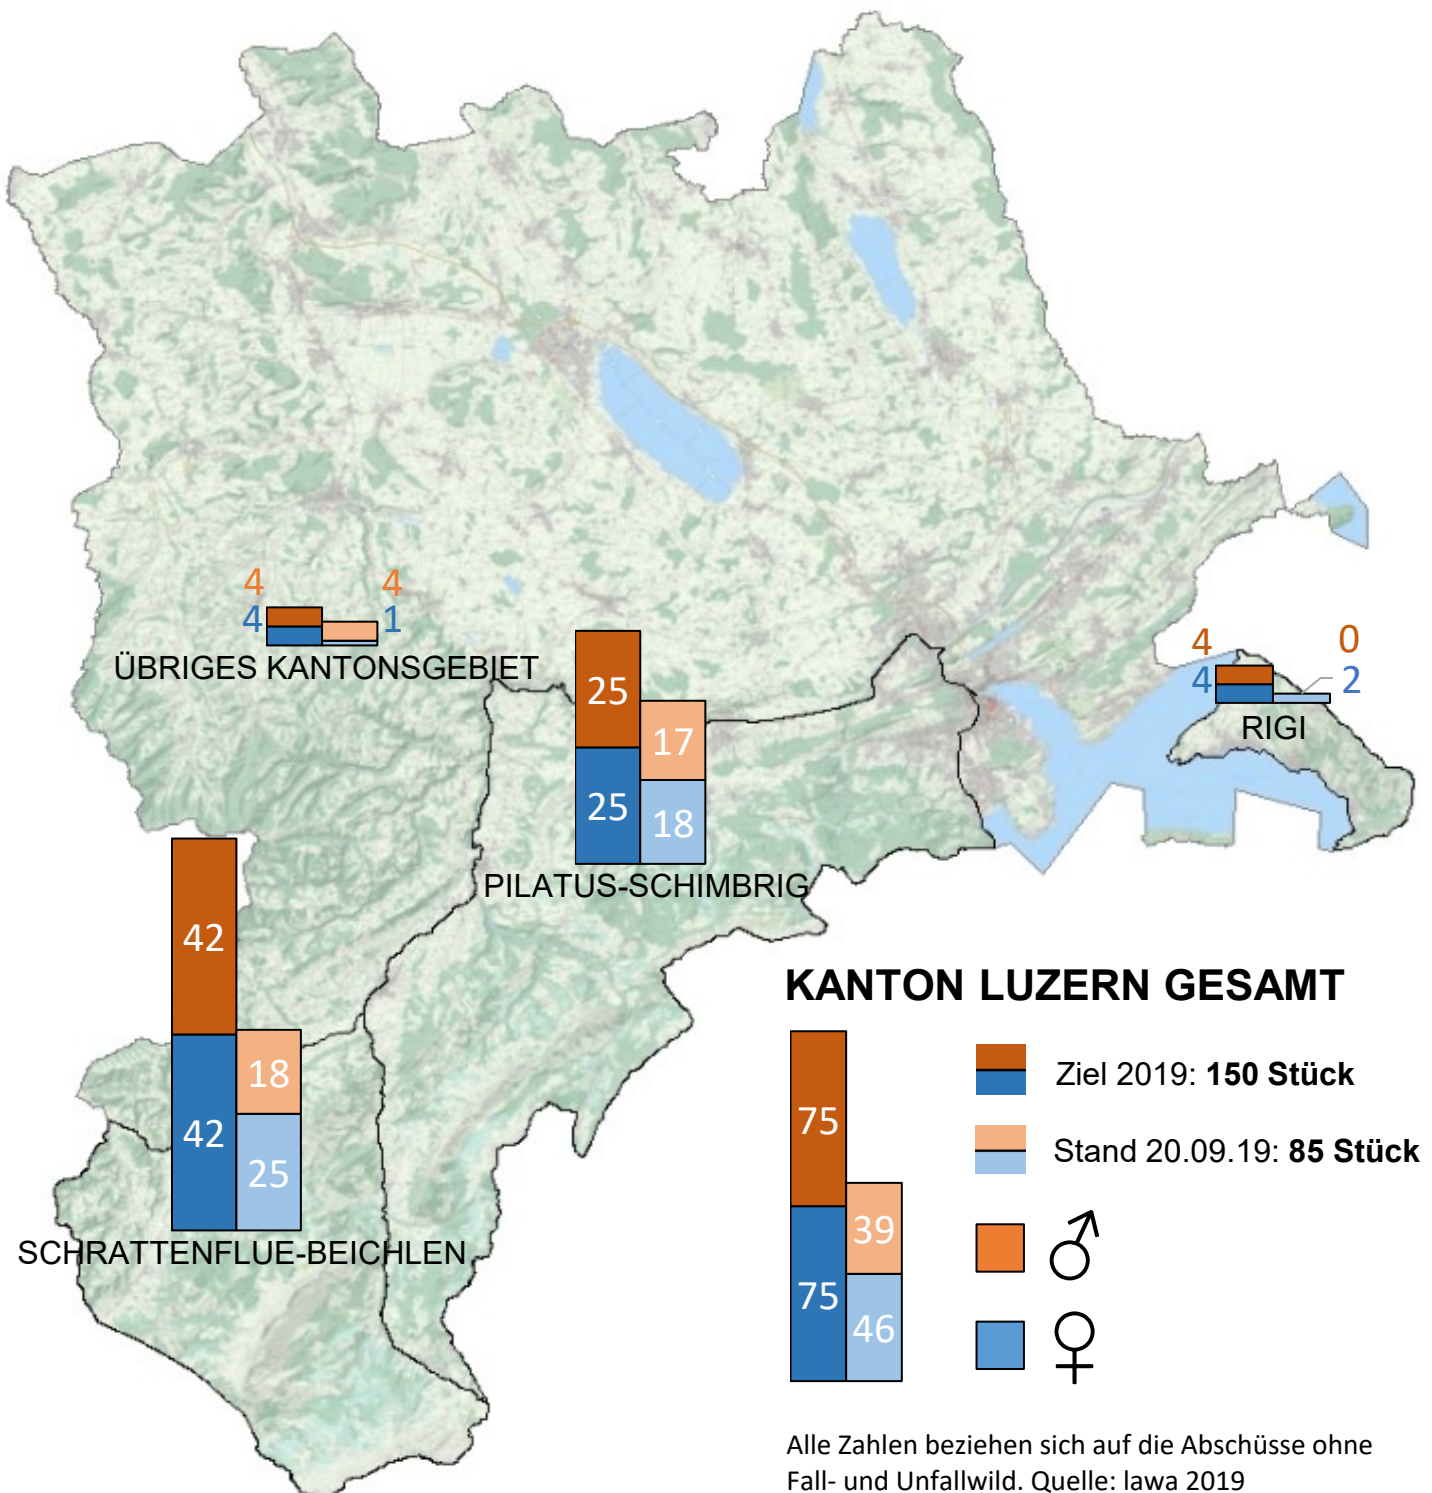 4 4
4 1
ÜBRIGES KANTONSGEBIET
25
17
25
18
PILATUS-SCHIMBRIG
4 0
4 2
RIGI
42
18
42
25
SCHRATTENFLUE-BEICHLEN
KANTON LUZERN GESAMT
75
39
75
46
Ziel 2019: 150 Stück
Stand 20.09.19: 85 Stück
♂
♀
Alle Zahlen beziehen sich auf die Abschüsse ohne
Fall- und Unfallwild. Quelle: lawa 2019